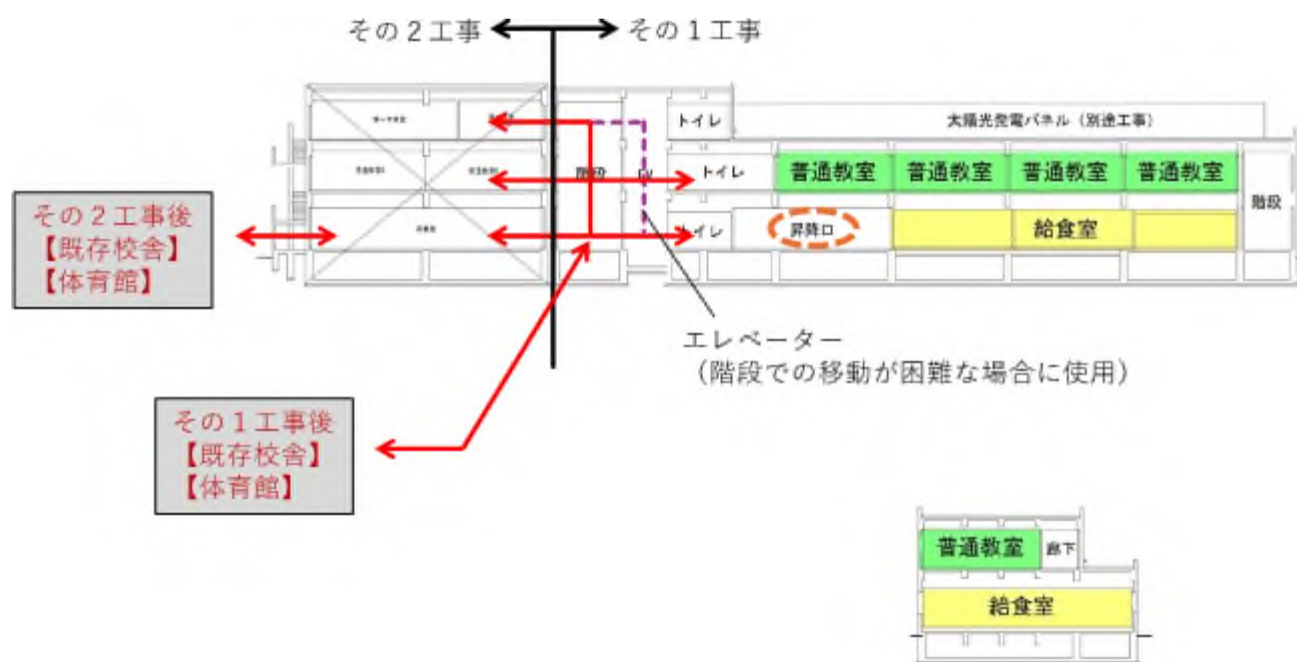 その２工事
その１工事
トイレ
太陽光発電パネル（別途工事）
階段
トイレ
普通教室
普通教室
普通教室
普通教室
階段
トイレ
昇降口
給食室
その２工事後
【既存校舎】
【体育館】
エレベーター
（階段での移動が困難な場合に使用）
その１工事後
【既存校舎】
【体育館】
普通教室
廊下
給食室